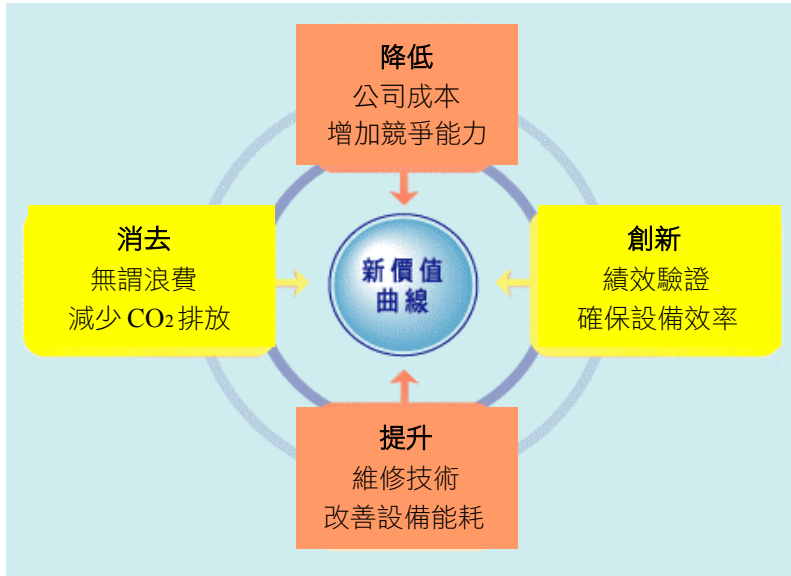 降低
公司成本
增加競爭能力
消去
無謂浪費
減少 CO₂ 排放
新價值
曲線
創新
績效驗證
確保設備效率
提升
維修技術
改善設備能耗